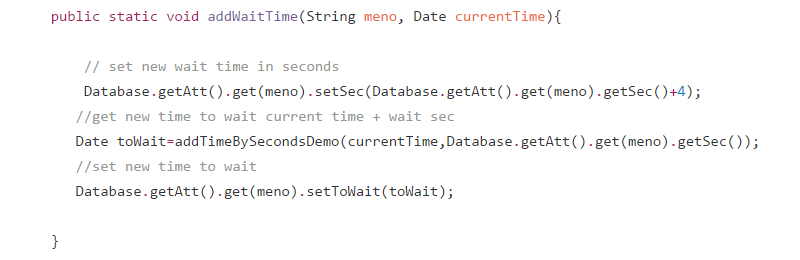 public static void addWaitTime(String meno, Date currentTime){
// set new wait time in seconds
Database.getAtt().get(meno).setSec(Database.getAtt().get(meno).getSec()+4);
//get new time to wait current time + wait sec
Date toWait=addTimeBySecondsDemo(currentTime,Database.getAtt().get(meno).getSec());
//set new time to wait
Database.getAtt().get(meno).setToWait(toWait);
}